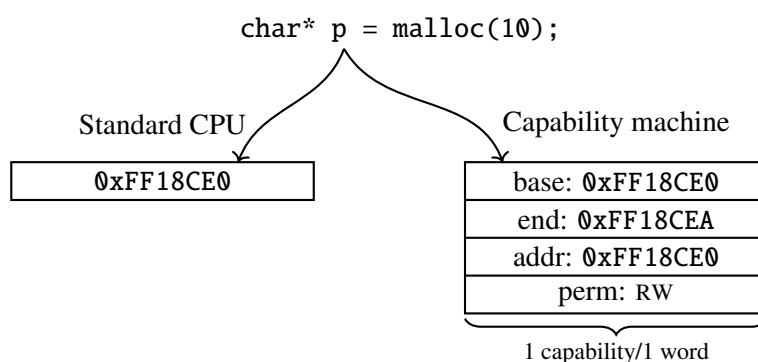 char* p = malloc(10);
Standard CPU
0xFF18CE0
Capability machine
base: 0xFF18CE0
end: 0xFF18CEA
addr: 0xFF18CE0
perm: RW
1 capability/1 word